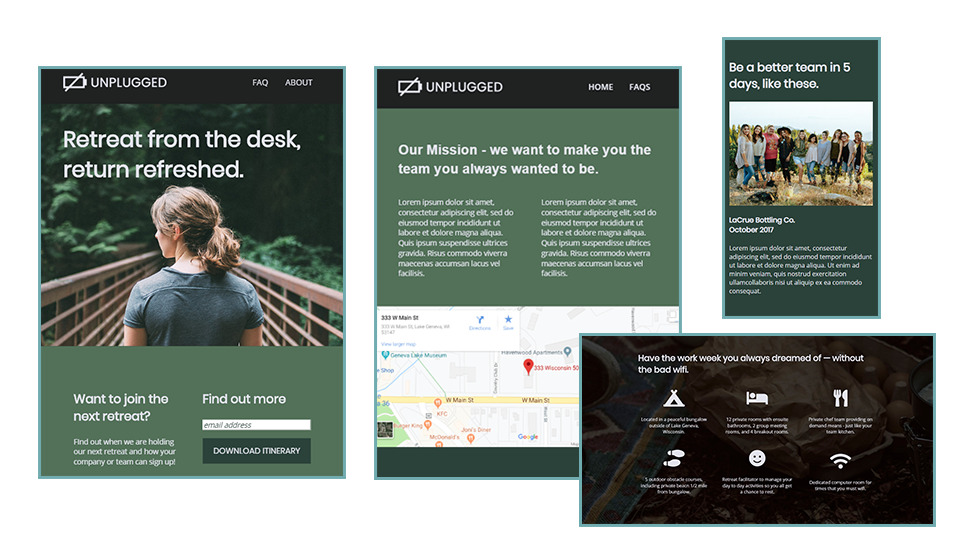 UNPLUGGED
FAQ ABOUT
Retreat from the desk,
return refreshed.
Want to join the
next retreat?
Find out when we are holding
our next retreat and how your
company or team can sign up!
Find out more
email address
DOWNLOAD ITINERARY
UNPLUGGED
HOME FAQS
Our Mission - we want to make you the
team you always wanted to be.
Lorem ipsum dolor sit amet,
consectetur adipiscing elit, sed do
eiusmod tempor incididunt ut
labore et dolore magna aliqua.
Quis ipsum suspendisse ultrices
gravida. Risus commodo viverra
maecenas accumsan lacus vel
facilisis.
Lorem ipsum dolor sit amet,
consectetur adipiscing elit, sed do
eiusmod tempor incididunt ut
labore et dolore magna aliqua.
Quis ipsum suspendisse ultrices
gravida. Risus commodo viverra
maecenas accumsan lacus vel
facilisis.
333 W Main St
333 W Main St, Lake Geneva, WI
53147
Directions
Save
View larger map
Geneva Lake Museum
Havenwood Apartments
333 Wisconsin 50
e Shop
W Main St
W Main St
36
KFC
Burger King
McDonald's
Jon's Diner
Google
Be a better team in 5
days, like these.
LaCrue Bottling Co.
October 2017
Lorem ipsum dolor sit amet, consectetur
adipiscing elit, sed do eiusmod tempor incididunt
ut labore et dolore magna aliqua. Ut enim ad
minim veniam, quis nostrud exercitation
ullamcollaboris nisi ut aliquip ex ea commodo
consequat.
Have the work week you always dreamed of — without
the bad wifi.
Located in a peaceful bungalow
outside of Lake Geneva,
Wisconsin.
12 private rooms with ensuite
bathrooms, 2 group meeting
rooms, and 4 breakout rooms.
Private chef team providing on
demand means - just like your
team kitchens.
5 outdoor obstacle courses,
including private beach 1/2 mile
from bungalow.
Retreat facilitator to manage your
day to day activities so you all get
a chance to rest.
Dedicated computer room for
times that you must wifi.